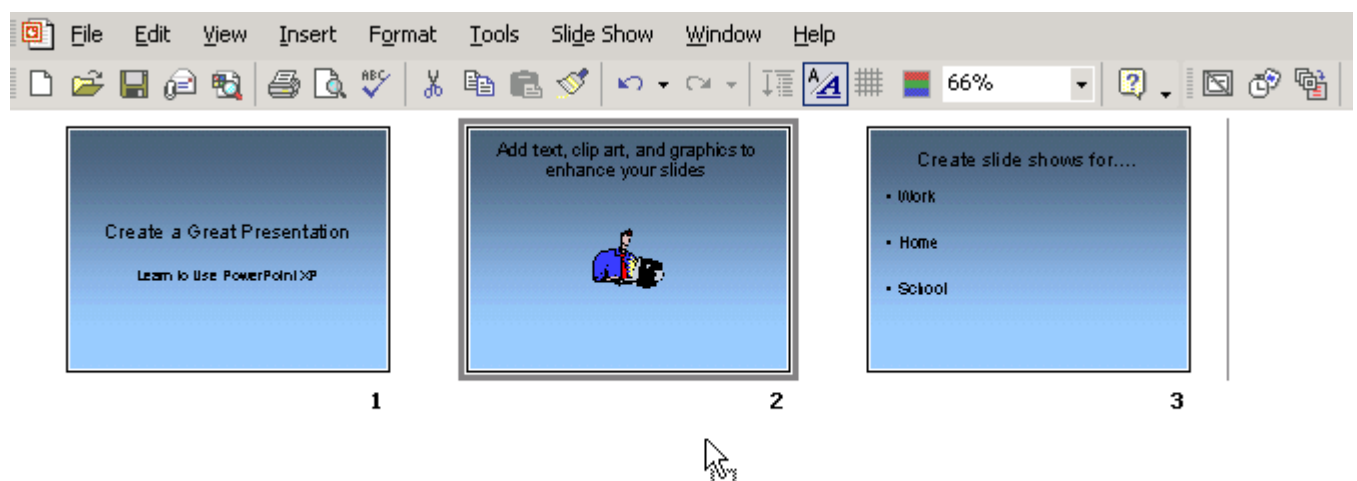 File Edit View Insert Format Tools Slide Show Window Help
ABC 66% ?
Create a Great Presentation
Learn to Use PowerPoint XP
1
Add text, clip art, and graphics to
enhance your slides
2
Create slide shows for....
• Work
• Home
• School
3